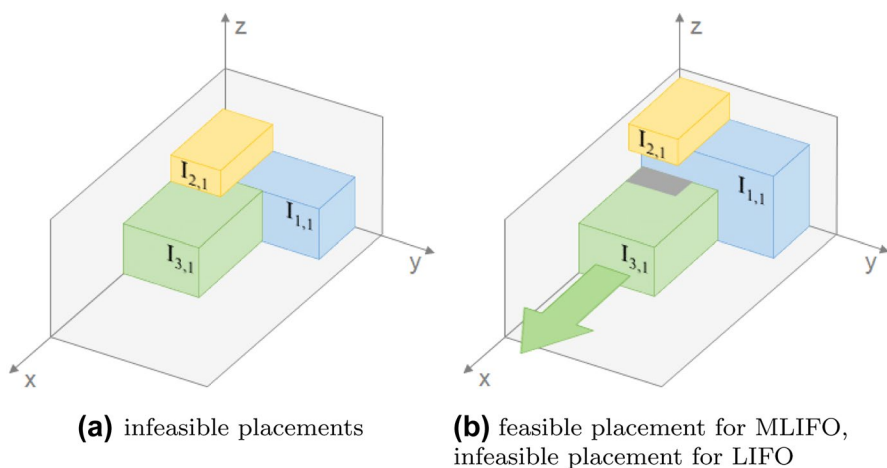 z
I2,1
I1,1
I3,1
y
x
(a) infeasible placements
z
I2,1
I1,1
I3,1
y
x
(b) feasible placement for MLIFO,
infeasible placement for LIFO